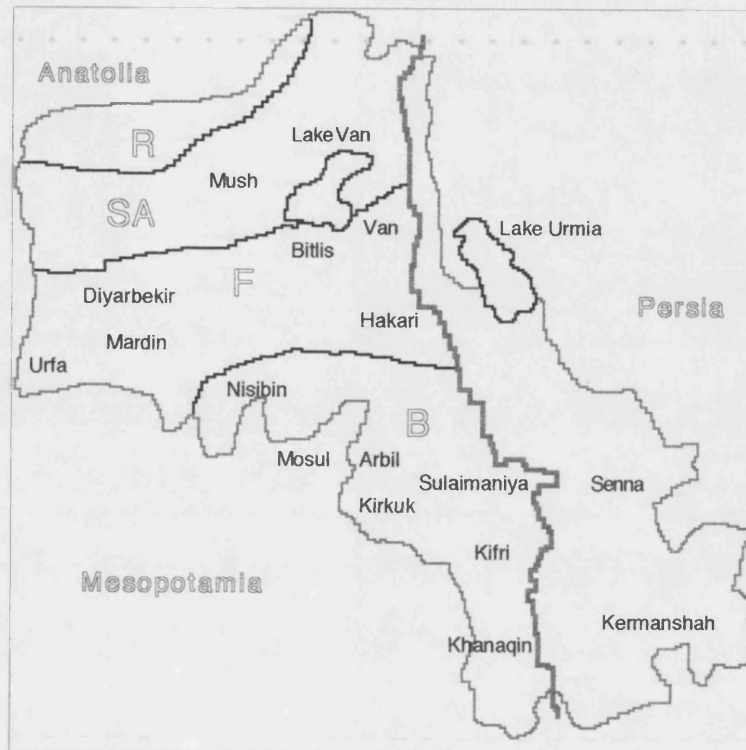 Anatolia
R
Lake Van
Mush
SA
Van
Lake Urmia
Bitlis
F
Diyarbekir
Persia
Hakari
Mardin
Urfa
Nisibin
B
Mosul
Arbil
Sulaimaniya
Senna
Kirkuk
Kifri
Mesopotamia
Kermanshah
Khanaqin